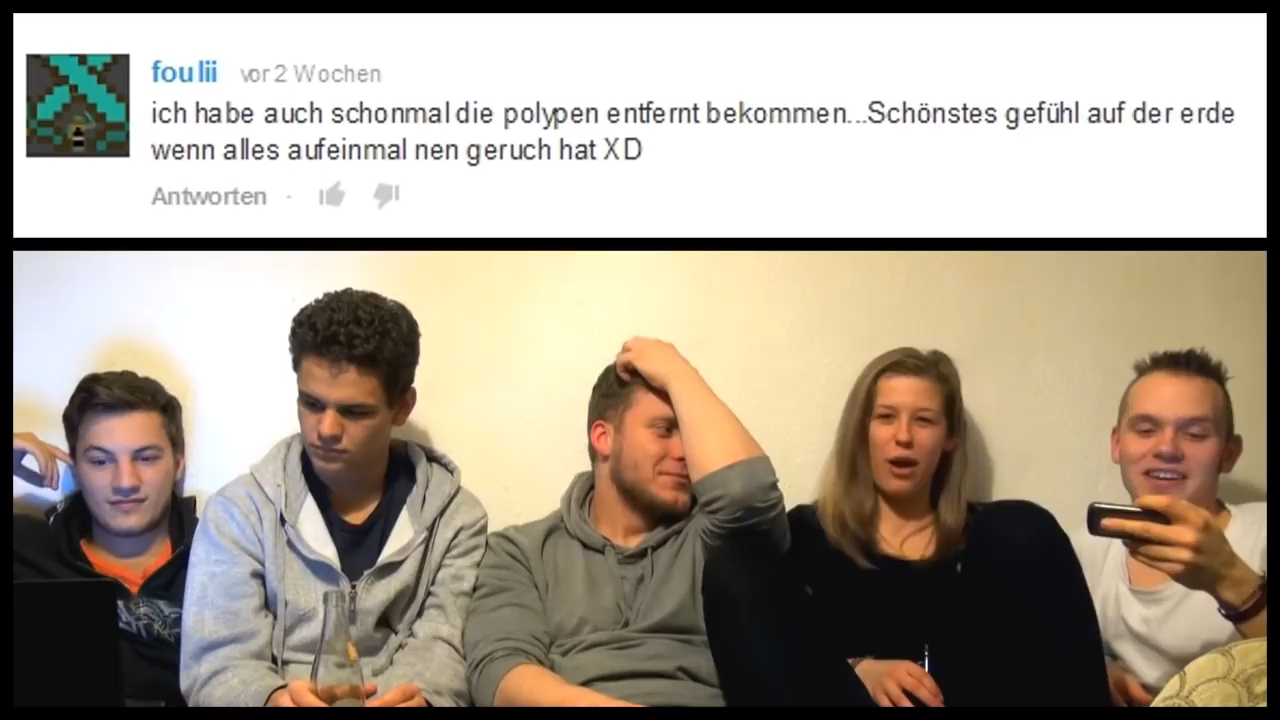 foulii vor 2 Wochen
ich habe auch schonmal die polypen entfernt bekommen...Schönstes gefühl auf der erde
wenn alles aufeinmal nen geruch hat XD
Antworten ·